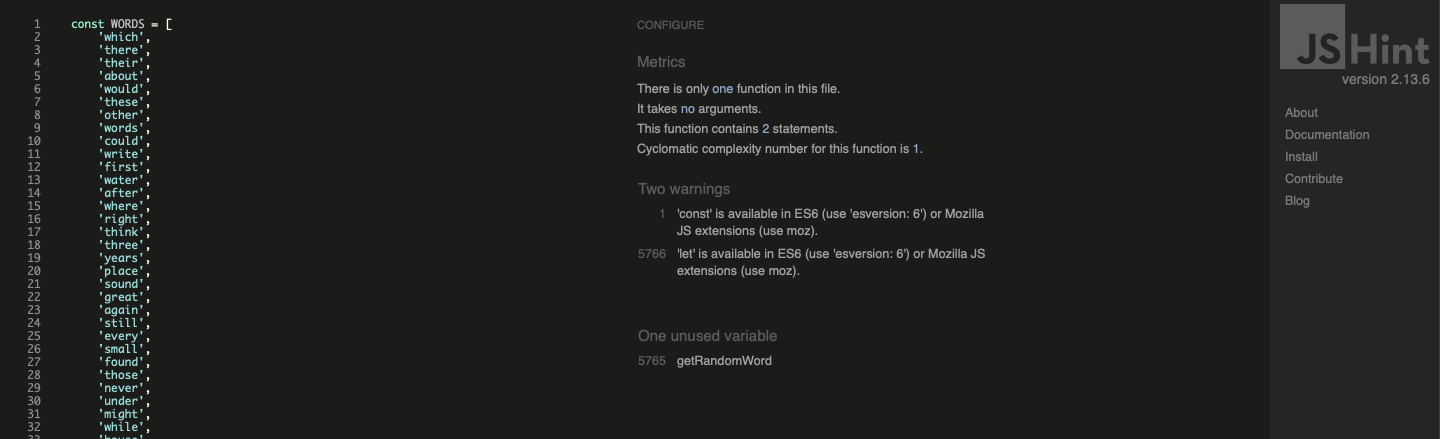 1 const WORDS = [
2 'which',
3 'there',
4 'their',
5 'about',
6 'would',
7 'these',
8 'other',
9 'words',
10 'could',
11 'write',
12 'first',
13 'water',
14 'after',
15 'where',
16 'right',
17 'think',
18 'three',
19 'years',
20 'place',
21 'sound',
22 'great',
23 'again',
24 'still',
25 'every',
26 'small',
27 'found',
28 'those',
29 'never',
30 'under',
31 'might',
32 'while',
33 'house',
CONFIGURE
Metrics
There is only one function in this file.
It takes no arguments.
This function contains 2 statements.
Cyclomatic complexity number for this function is 1.
Two warnings
1 'const' is available in ES6 (use 'esversion: 6') or Mozilla
JS extensions (use moz).
5766 'let' is available in ES6 (use 'esversion: 6') or Mozilla JS
extensions (use moz).
One unused variable
5765 getRandomWord
JSHint
version 2.13.6
About
Documentation
Install
Contribute
Blog